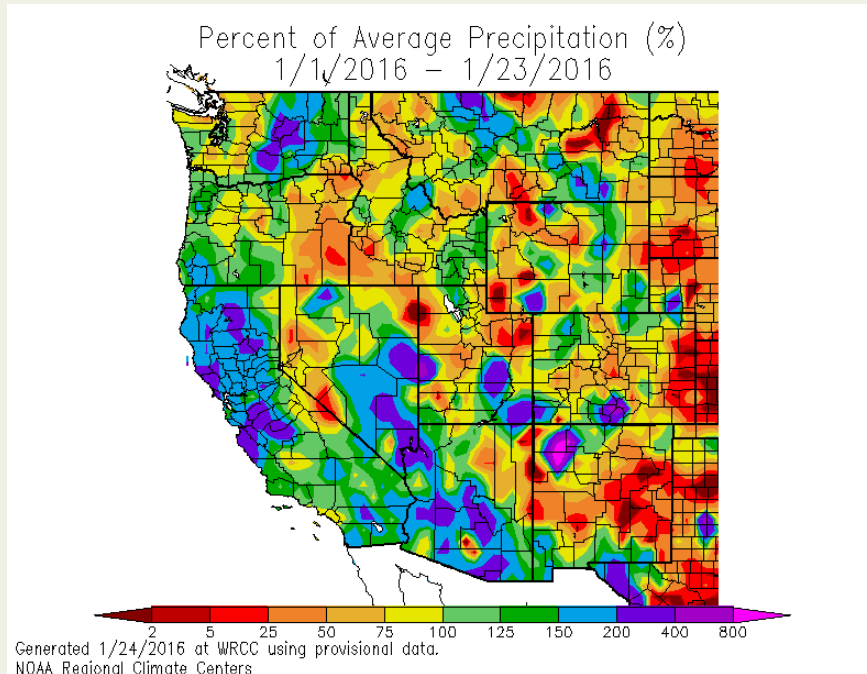 Percent of Average Precipitation (%)
1/1/2016 – 1/23/2016
2 5 25 50 75 100 125 150 200 400 800
Generated 1/24/2016 at WRCC using provisional data.
NOAA Regional Climate Centers